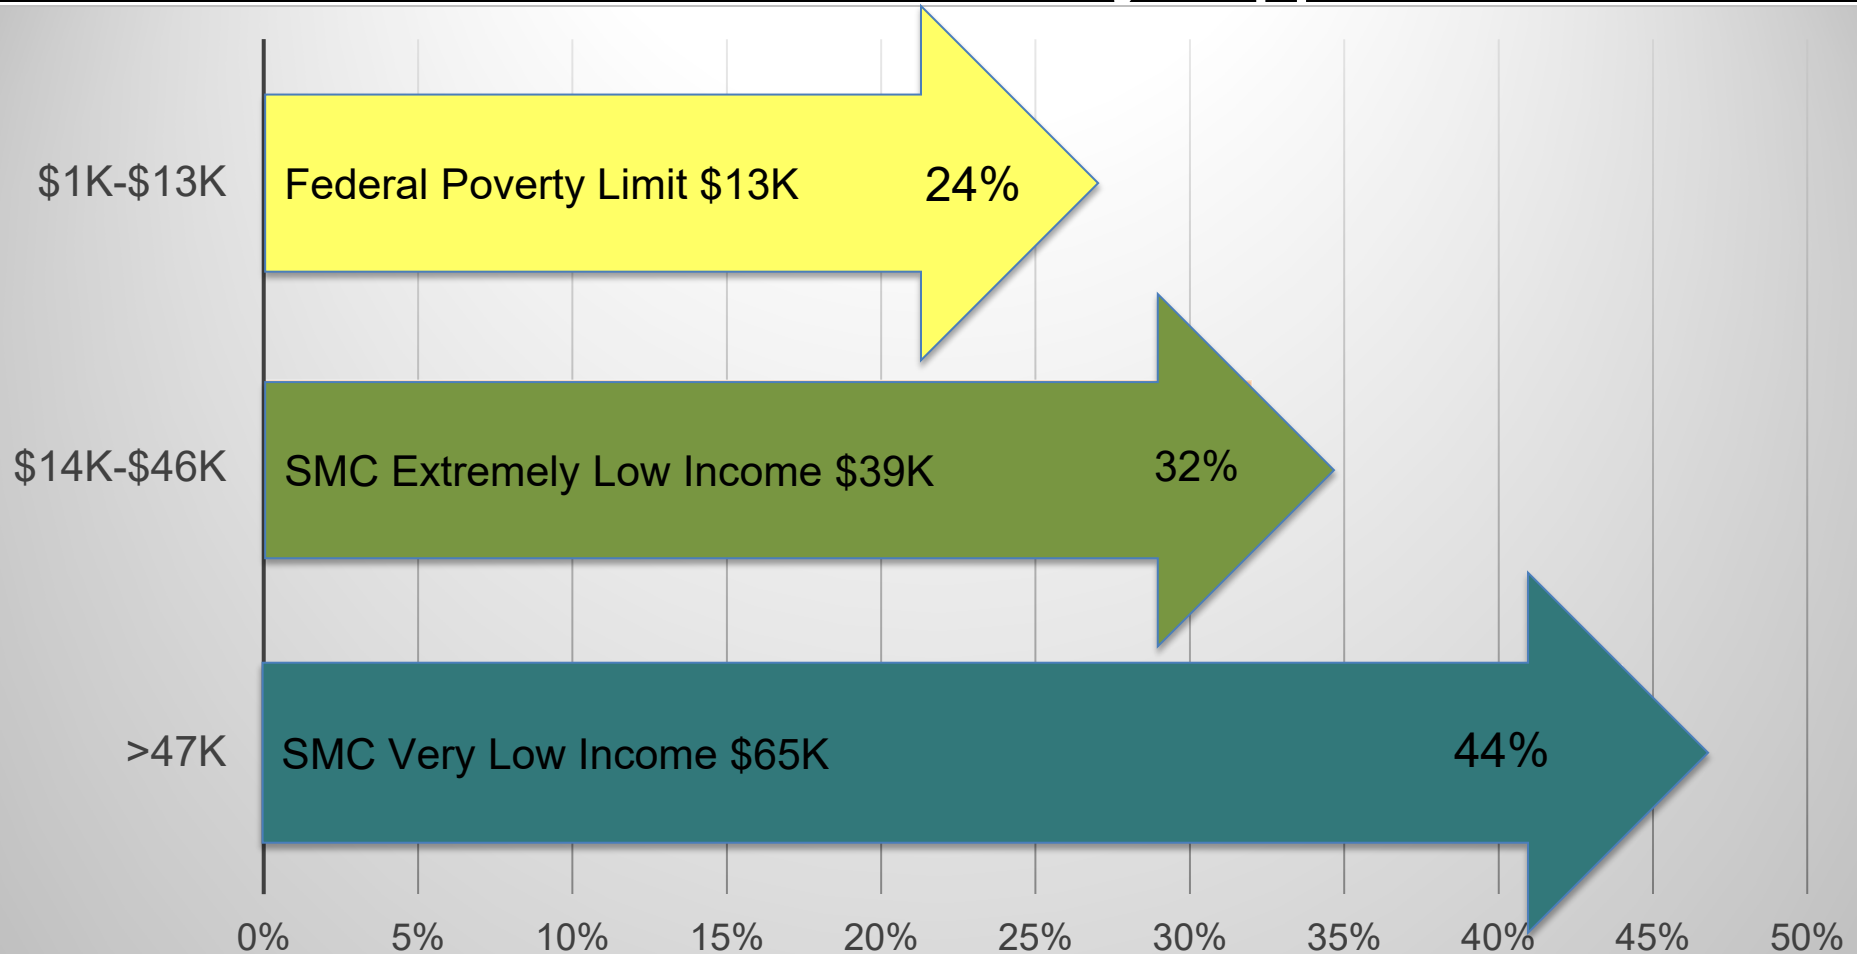 $1K-$13K
Federal Poverty Limit $13K
24%
$14K-$46K
SMC Extremely Low Income $39K
32%
>47K
SMC Very Low Income $65K
44%
0% 5% 10% 15% 20% 25% 30% 35% 40% 45% 50%